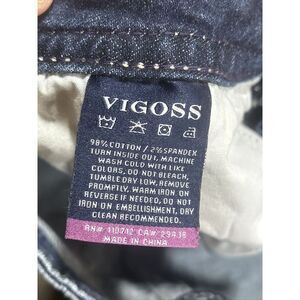 VIGOSS
98% COTTON / 2% SPANDEX
TURN INSIDE OUT, MACHINE
WASH COLD WITH LIKE
COLORS, DO NOT BLEACH,
TUMBLE DRY LOW, REMOVE
PROMPTLY, WARM IRON ON
REVERSE IF NEEDED, DO NOT
IRON ON EMBELLISHMENT, DRY
CLEAN RECOMMENDED.
RN# 110712 CA# 29438
MADE IN CHINA